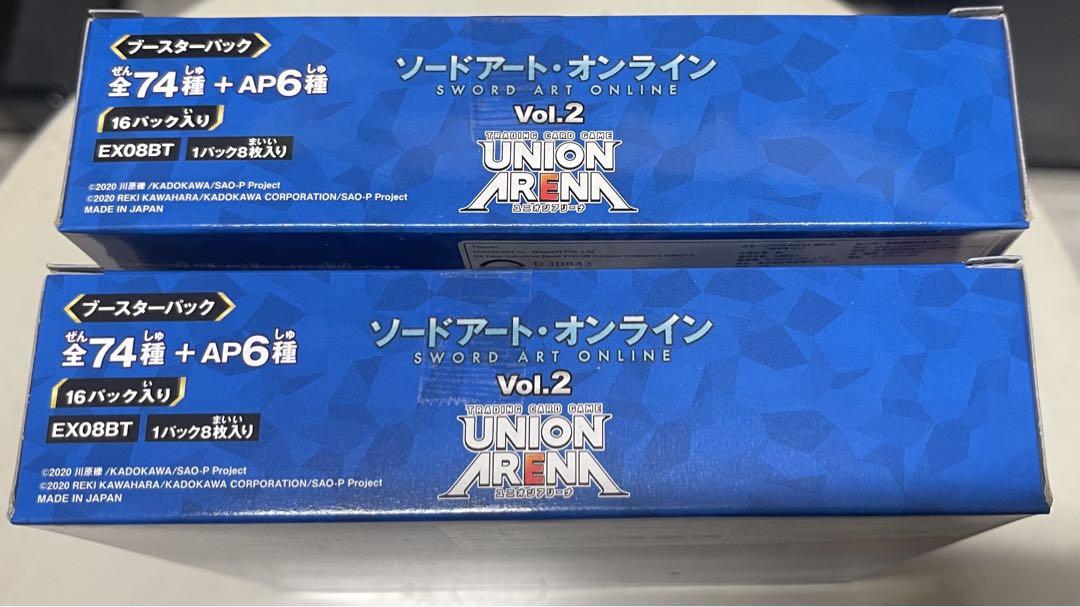 ブースターパック
ぜん しゅ しゅ
全74種 + AP6種
い
16パック入り
まいい
EX08BT 1パック8枚入り
©2020 川原礫 /KADOKAWA/SAO-P Project
©2020 REKI KAWAHARA/KADOKAWA CORPORATION/SAO-P Project
MADE IN JAPAN
ソードアート・オンライン
SWORD ART ONLINE
Vol.2
TRADING CARD GAME
UNION
ARENA
ユニオンアリーナ
D3D843
ブースターパック
ぜん しゅ しゅ
全74種 + AP6種
い
16パック入り
まいい
EX08BT 1パック8枚入り
©2020 川原礫 /KADOKAWA/SAO-P Project
©2020 REKI KAWAHARA/KADOKAWA CORPORATION/SAO-P Project
MADE IN JAPAN
ソードアート・オンライン
SWORD ART ONLINE
Vol.2
TRADING CARD GAME
UNION
ARENA
ユニオンアリーナ